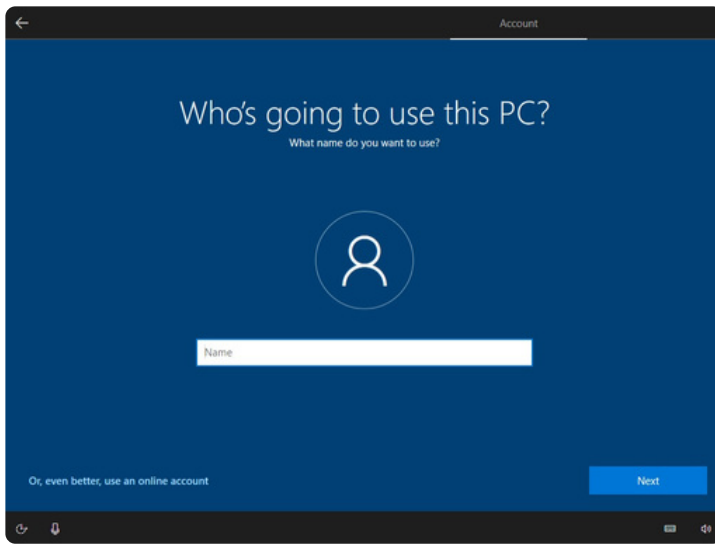 Account
Who's going to use this PC?
What name do you want to use?
Name
Or, even better, use an online account
Next